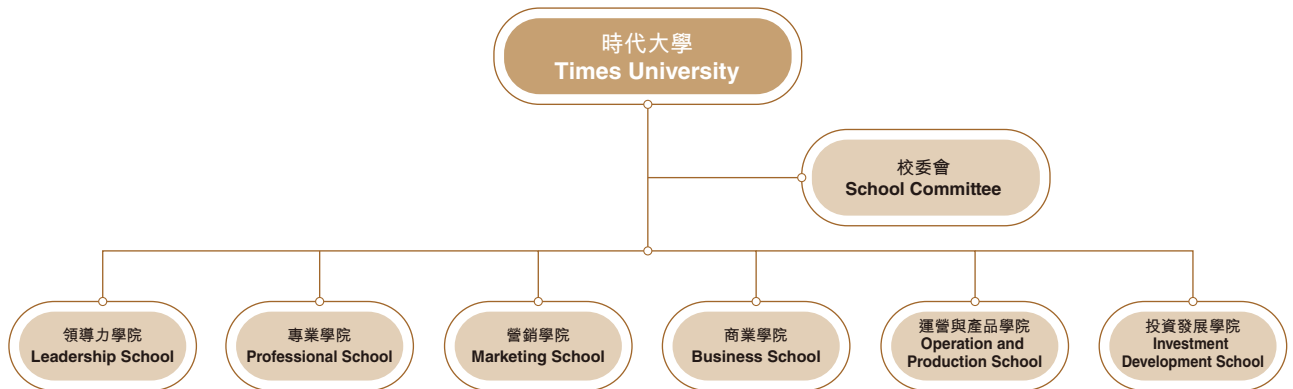 時代大學
Times University
校委會
School Committee
領導力學院
Leadership School
專業學院
Professional School
營銷學院
Marketing School
商業學院
Business School
運營與產品學院
Operation and
Production School
投資發展學院
Investment
Development School